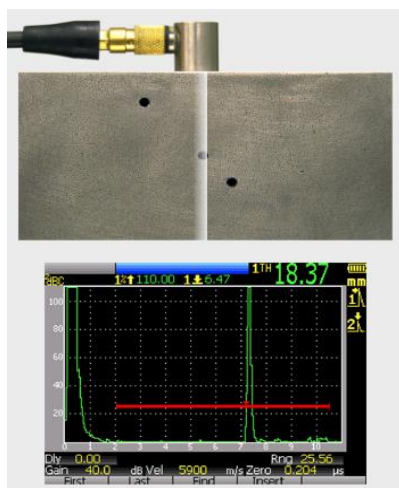 1TH 18.37 mm
1%↑110.00 1↓6.47
100
80
60
40
20
0 1 2 3 4 5 6 7 8 9 10
Dly 0.00 Rng 25.56
Gain 40.0 dB Vel 5900 m/s Zero 0.204 µs
First Last Find Insert